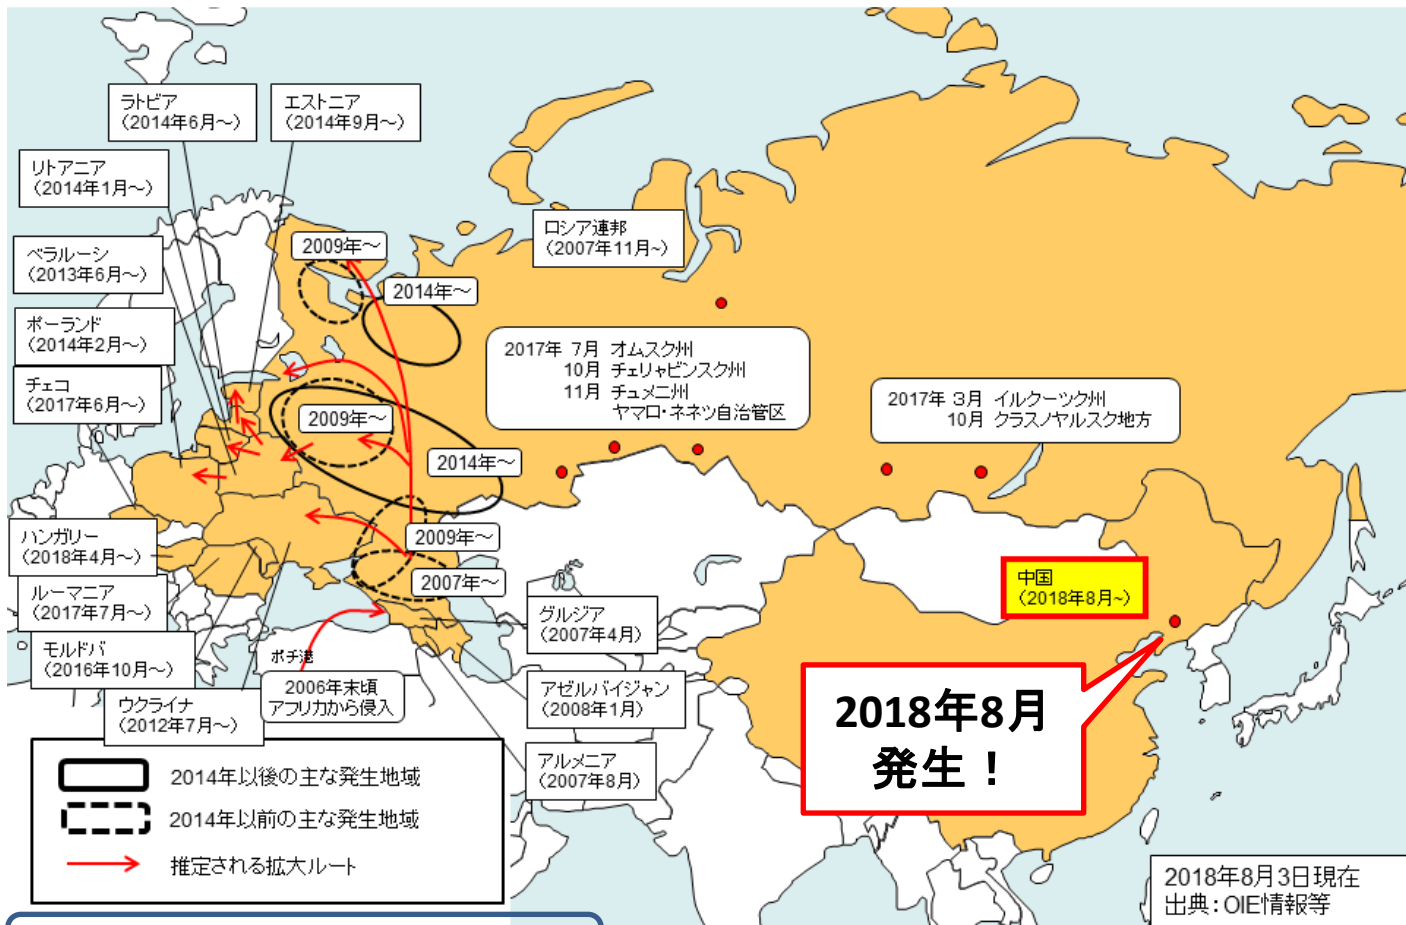 ラトビア
(2014年6月～)
エストニア
(2014年9月～)
リトアニア
(2014年1月～)
ベラルーシ
(2013年6月～)
ポーランド
(2014年2月～)
チェコ
(2017年6月～)
ハンガリー
(2018年4月～)
ルーマニア
(2017年7月～)
モルドバ
(2016年10月～)
ウクライナ
(2012年7月～)
ロシア連邦
(2007年11月~)
2009年～
2014年～
2009年～
2014年～
2009年～
2007年～
2017年 7月 オムスク州
10月 チェリャビンスク州
11月 チュメニ州
ヤマロ・ネネツ自治管区
2017年 3月 イルクーツク州
10月 クラスノヤルスク地方
中国
(2018年8月~)
2018年8月
発生！
グルジア
(2007年4月)
アゼルバイジャン
(2008年1月)
アルメニア
(2007年8月)
ポチ港
2006年末頃
アフリカから侵入
2014年以後の主な発生地域
2014年以前の主な発生地域
推定される拡大ルート
2018年8月3日現在
出典：OIE情報等